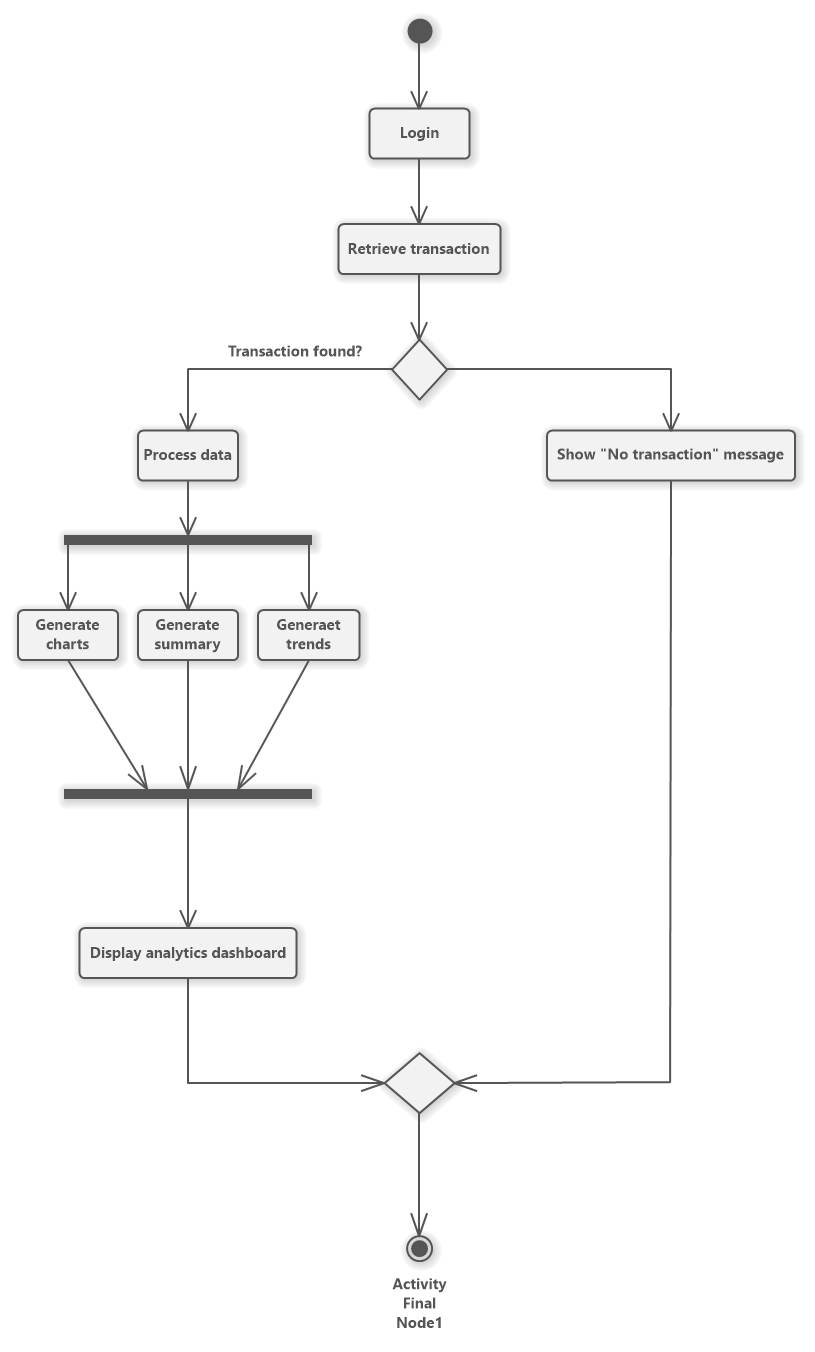 Login
Retrieve transaction
Transaction found?
Process data
Show "No transaction" message
Generate
charts
Generate
summary
Generaet
trends
Display analytics dashboard
Activity
Final
Node1